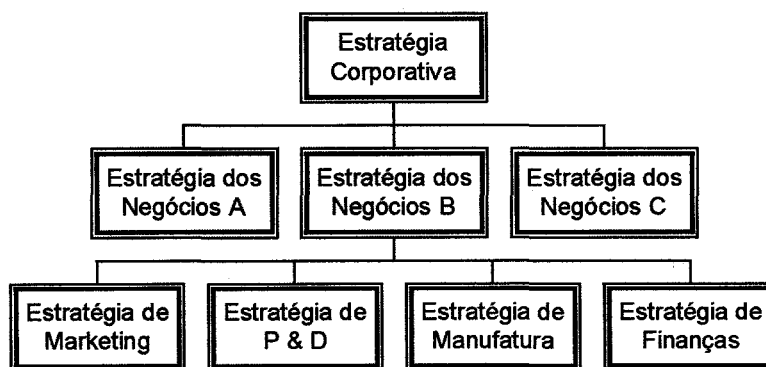 Estratégia
Corporativa
Estratégia dos
Negócios A
Estratégia dos
Negócios B
Estratégia dos
Negócios C
Estratégia de
Marketing
Estratégia de
P & D
Estratégia de
Manufatura
Estratégia de
Finanças